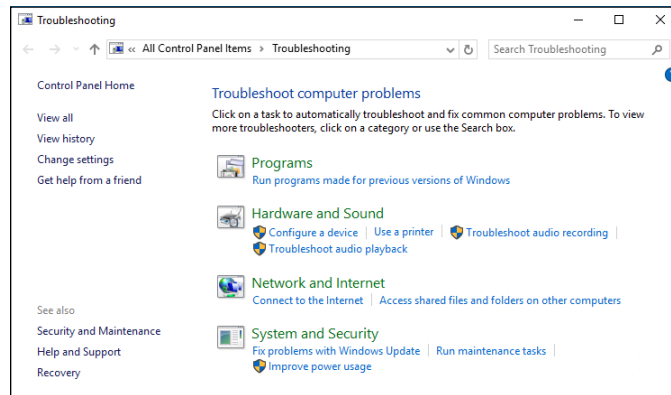 Troubleshooting
« All Control Panel Items > Troubleshooting
Search Troubleshooting
Control Panel Home
View all
View history
Change settings
Get help from a friend
See also
Security and Maintenance
Help and Support
Recovery
Troubleshoot computer problems
Click on a task to automatically troubleshoot and fix common computer problems. To view
more troubleshooters, click on a category or use the Search box.
Programs
Run programs made for previous versions of Windows
Hardware and Sound
Configure a device | Use a printer | Troubleshoot audio recording |
Troubleshoot audio playback
Network and Internet
Connect to the Internet | Access shared files and folders on other computers
System and Security
Fix problems with Windows Update | Run maintenance tasks |
Improve power usage